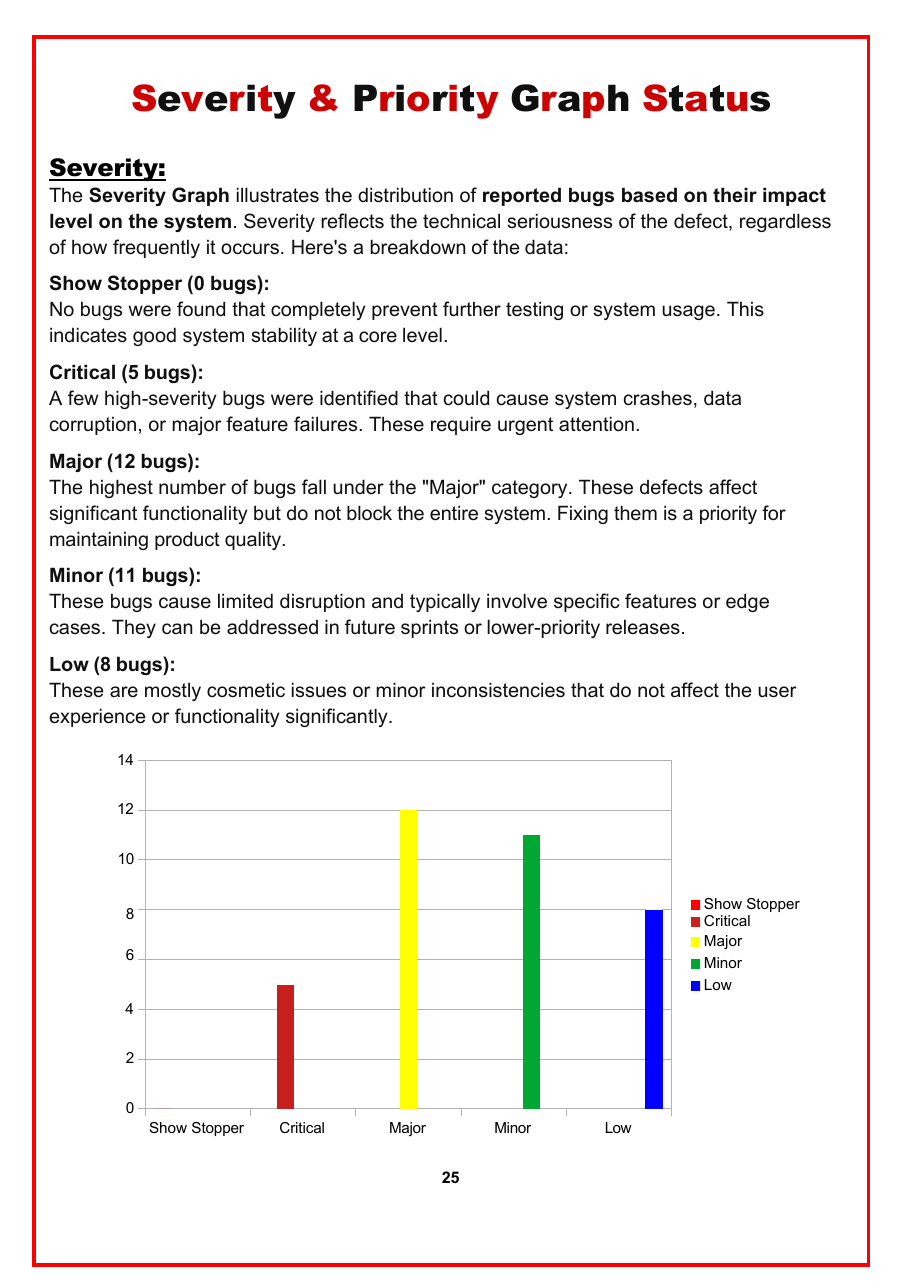 Severity & Priority Graph Status
Severity:
The Severity Graph illustrates the distribution of reported bugs based on their impact
level on the system. Severity reflects the technical seriousness of the defect, regardless
of how frequently it occurs. Here's a breakdown of the data:
Show Stopper (0 bugs):
No bugs were found that completely prevent further testing or system usage. This
indicates good system stability at a core level.
Critical (5 bugs):
A few high-severity bugs were identified that could cause system crashes, data
corruption, or major feature failures. These require urgent attention.
Major (12 bugs):
The highest number of bugs fall under the "Major" category. These defects affect
significant functionality but do not block the entire system. Fixing them is a priority for
maintaining product quality.
Minor (11 bugs):
These bugs cause limited disruption and typically involve specific features or edge
cases. They can be addressed in future sprints or lower-priority releases.
Low (8 bugs):
These are mostly cosmetic issues or minor inconsistencies that do not affect the user
experience or functionality significantly.
14
12
10
8
6
4
2
0
Show Stopper Critical Major Minor Low
Show Stopper
Critical
Major
Minor
Low
25